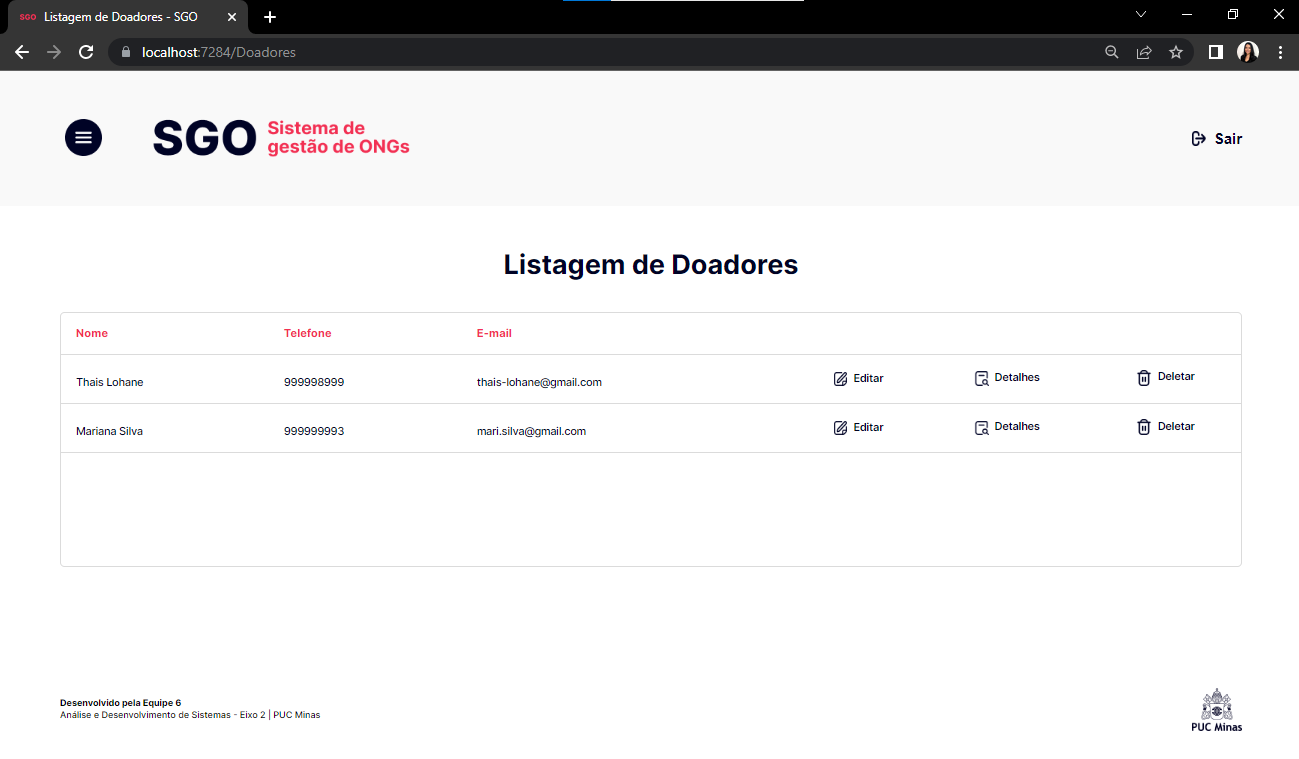 SGO Listagem de Doadores - SGO
localhost:7284/Doadores
SGO Sistema de
gestão de ONGs
Sair
Listagem de Doadores
Nome Telefone E-mail
Thais Lohane 999998999 thais-lohane@gmail.com Editar Detalhes Deletar
Mariana Silva 999999993 mari.silva@gmail.com Editar Detalhes Deletar
Desenvolvido pela Equipe 6
Análise e Desenvolvimento de Sistemas - Eixo 2 | PUC Minas
PUC Minas